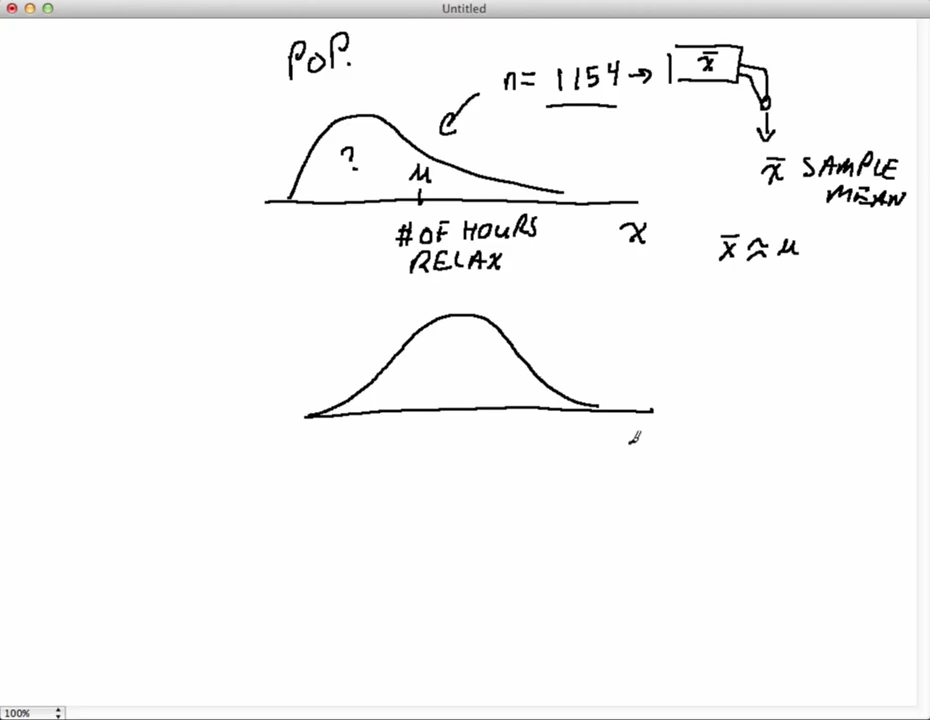 Untitled
POP.
n = 1154 → x̄
?
μ
x̄ SAMPLE
MEAN
# OF HOURS
RELAX
x
x̄ ≈ μ
100%